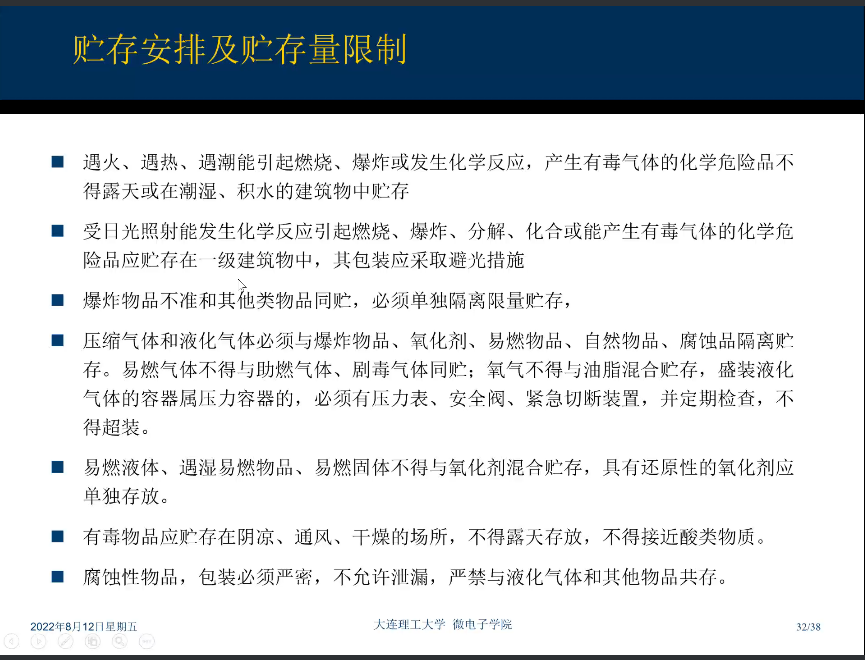 贮存安排及贮存量限制
遇火、遇热、遇潮能引起燃烧、爆炸或发生化学反应，产生有毒气体的化学危险品不
得露天或在潮湿、积水的建筑物中贮存
受日光照射能发生化学反应引起燃烧、爆炸、分解、化合或能产生有毒气体的化学危
险品应贮存在一级建筑物中，其包装应采取避光措施
爆炸物品不准和其他类物品同贮，必须单独隔离限量贮存，
压缩气体和液化气体必须与爆炸物品、氧化剂、易燃物品、自然物品、腐蚀品隔离贮
存。易燃气体不得与助燃气体、剧毒气体同贮；氧气不得与油脂混合贮存，盛装液化
气体的容器属压力容器的，必须有压力表、安全阀、紧急切断装置，并定期检查，不
得超装。
易燃液体、遇湿易燃物品、易燃固体不得与氧化剂混合贮存，具有还原性的氧化剂应
单独存放。
有毒物品应贮存在阴凉、通风、干燥的场所，不得露天存放，不得接近酸类物质。
腐蚀性物品，包装必须严密，不允许泄漏，严禁与液化气体和其他物品共存。
2022年8月12日星期五
大连理工大学 微电子学院
32/38